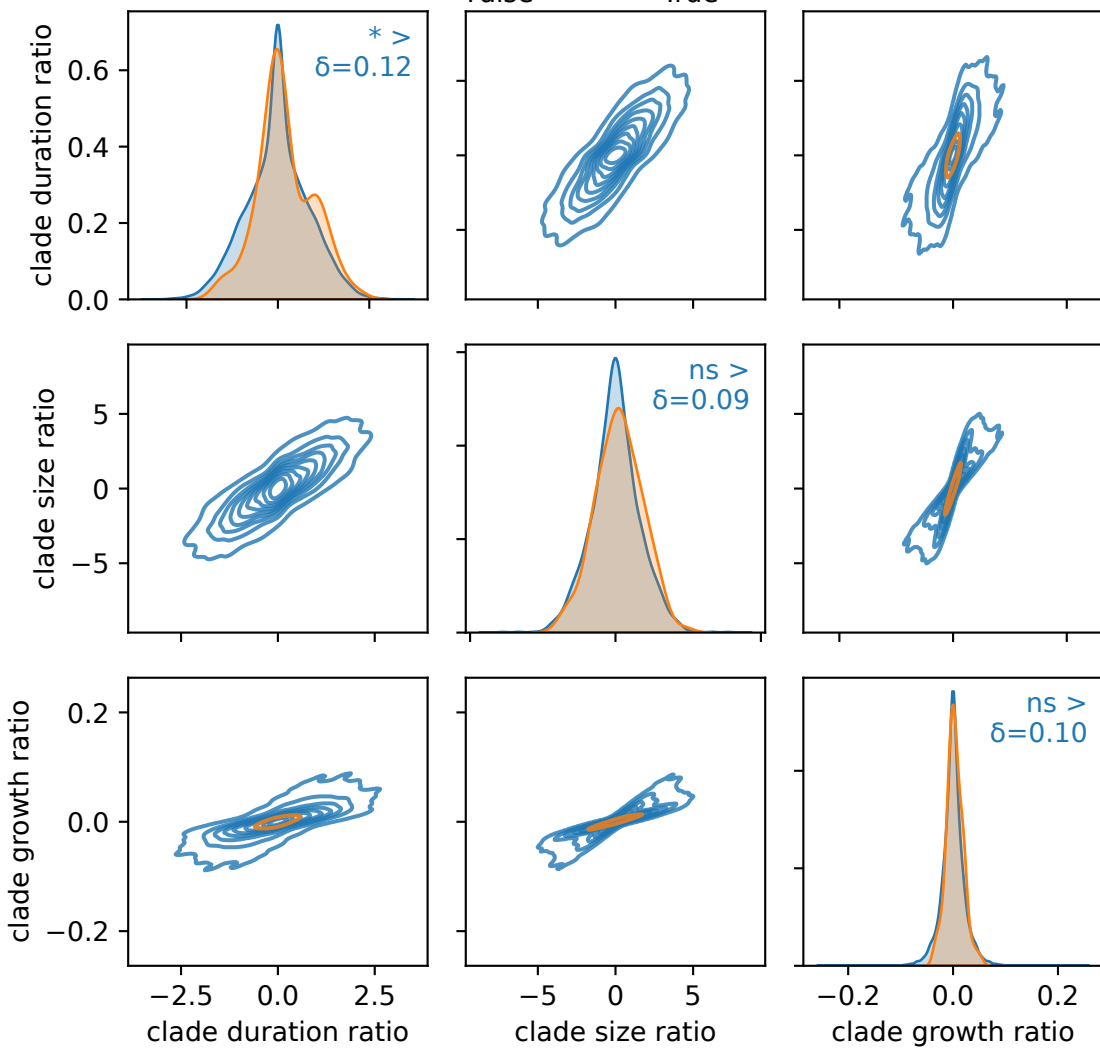 clade duration ratio
0.6
0.4
0.2
0.0
* >
δ=0.12
clade size ratio
5
0
−5
ns >
δ=0.09
clade growth ratio
0.2
0.0
−0.2
ns >
δ=0.10
−2.5 0.0 2.5
−5 0 5
−0.2 0.0 0.2
clade duration ratio
clade size ratio
clade growth ratio